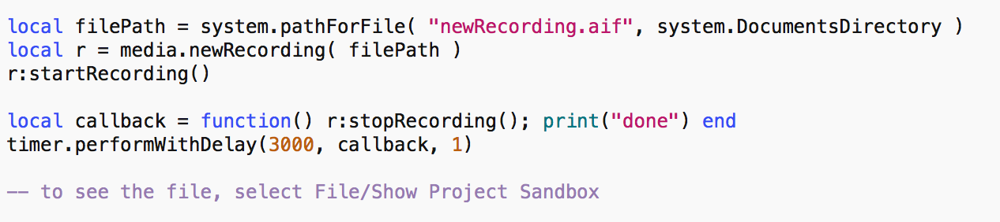 local filePath = system.pathForFile( "newRecording.aif", system.DocumentsDirectory )
local r = media.newRecording( filePath )
r:startRecording()
local callback = function() r:stopRecording(); print("done") end
timer.performWithDelay(3000, callback, 1)
-- to see the file, select File/Show Project Sandbox